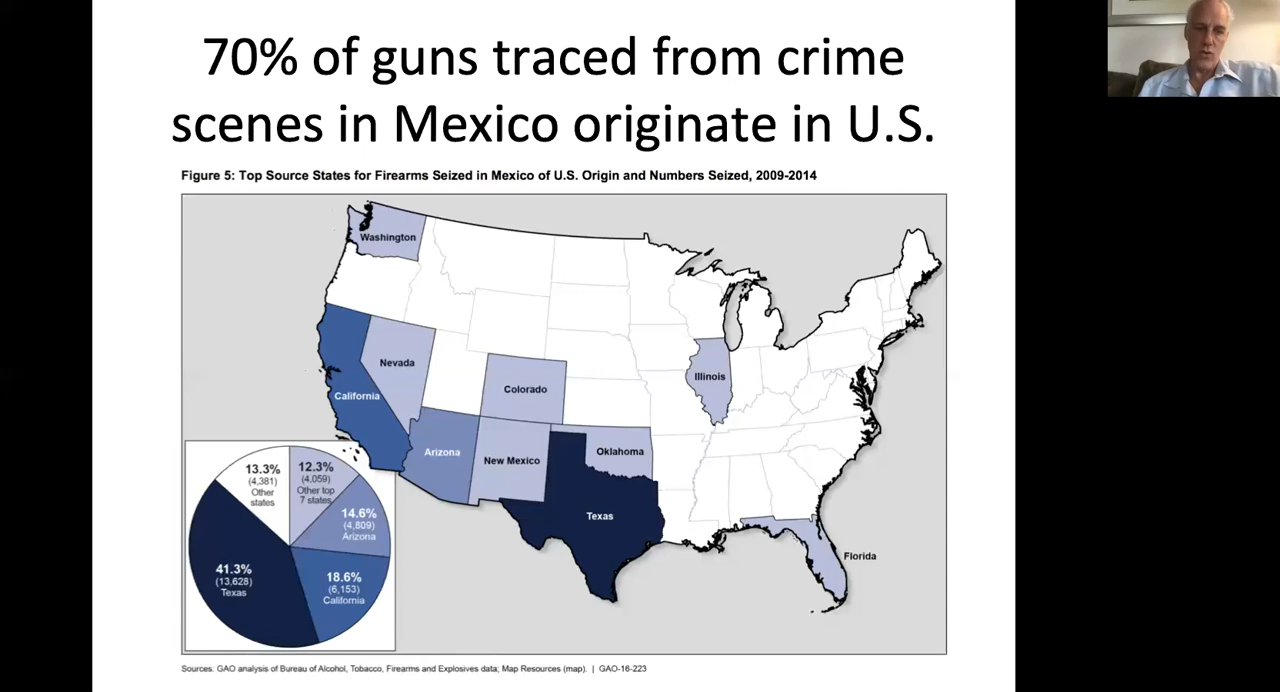 70% of guns traced from crime
scenes in Mexico originate in U.S.
Figure 5: Top Source States for Firearms Seized in Mexico of U.S. Origin and Numbers Seized, 2009-2014
Washington
Nevada
California
Colorado
Illinois
Arizona
New Mexico
Oklahoma
Texas
Florida
13.3%
(4,381)
Other
states
12.3%
(4,059)
Other top
7 states
14.6%
(4,809)
Arizona
18.6%
(6,153)
California
41.3%
(13,628)
Texas
Sources. GAO analysis of Bureau of Alcohol, Tobacco, Firearms and Explosives data; Map Resources (map). | GAO-16-223